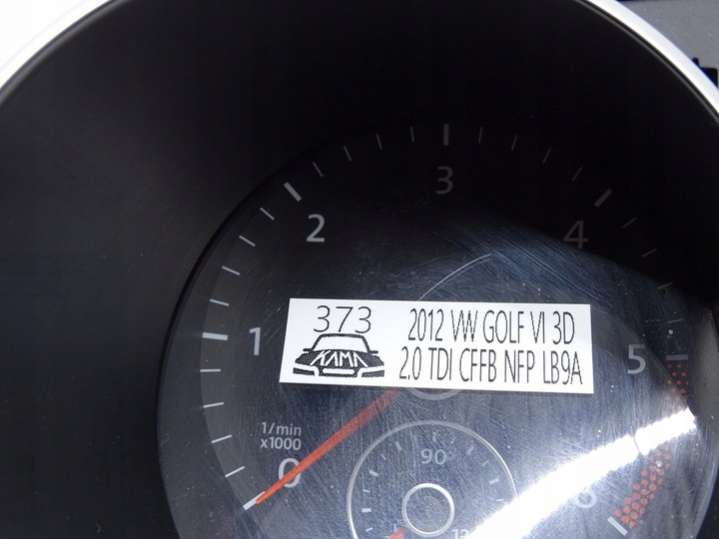 3
2
4
373
2012 VW GOLF VI 3D
KAMA
2.0 TDI CFFB NFP LB9A
1
5
1/min
x1000
0
90
6